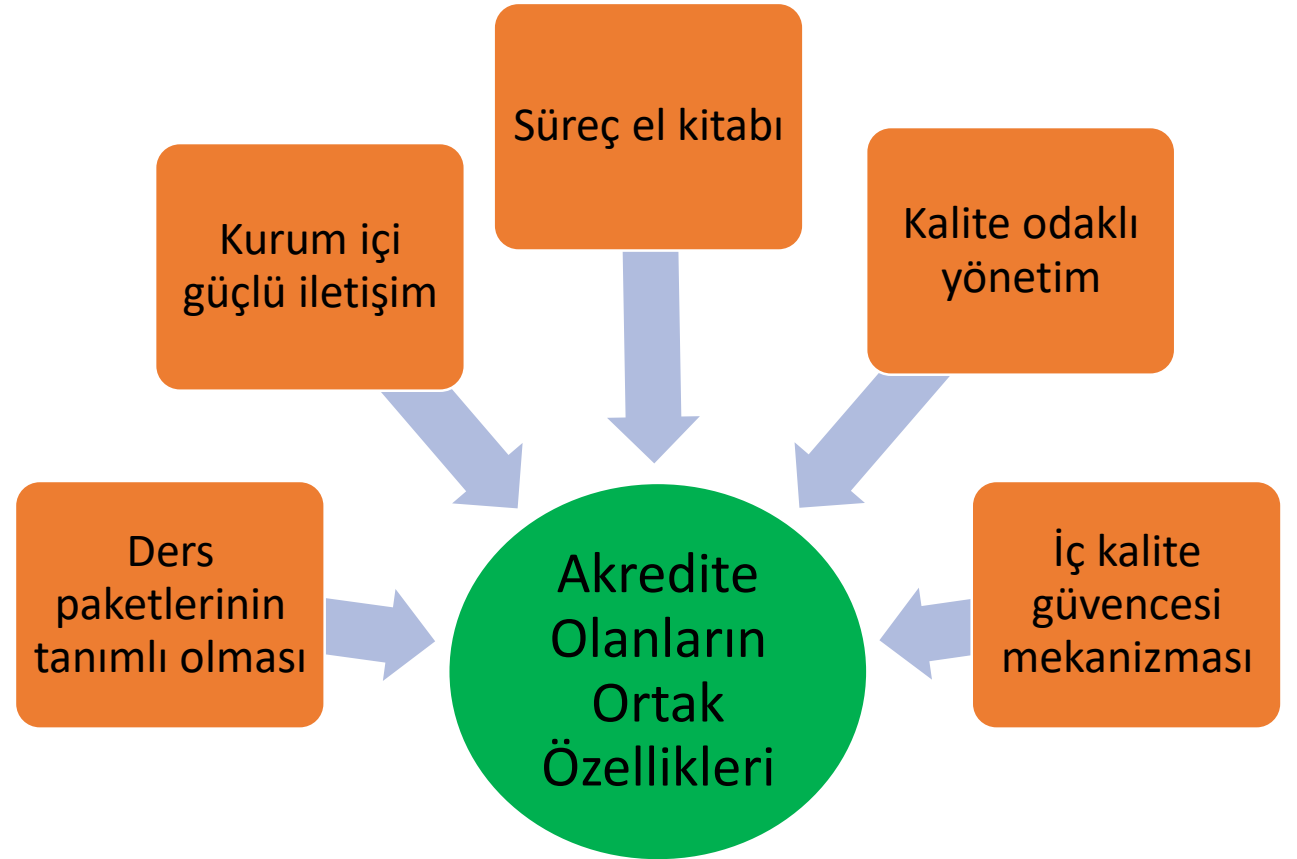 Süreç el kitabı
Kurum içi
güçlü iletişim
Kalite odaklı
yönetim
Ders
paketlerinin
tanımlı olması
Akredite
Olanların
Ortak
Özellikleri
İç kalite
güvencesi
mekanizması